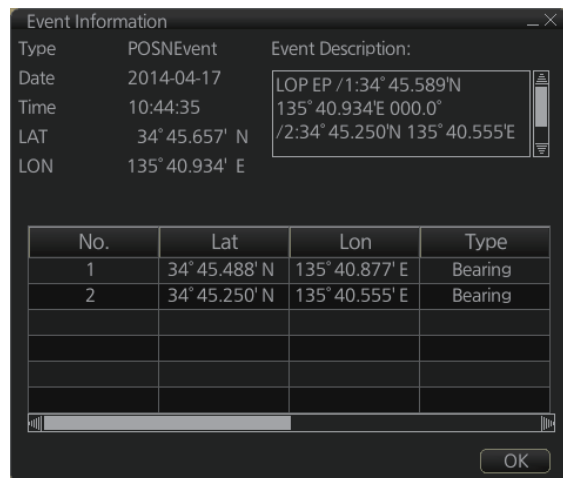 Event Information
Type POSNEvent
Date 2014-04-17
Time 10:44:35
LAT 34°45.657' N
LON 135°40.934' E
Event Description:
LOP EP /1:34°45.589'N
135°40.934'E 000.0°
/2:34°45.250'N 135°40.555'E
No. Lat Lon Type
1 34°45.488' N 135°40.877' E Bearing
2 34°45.250' N 135°40.555' E Bearing
OK